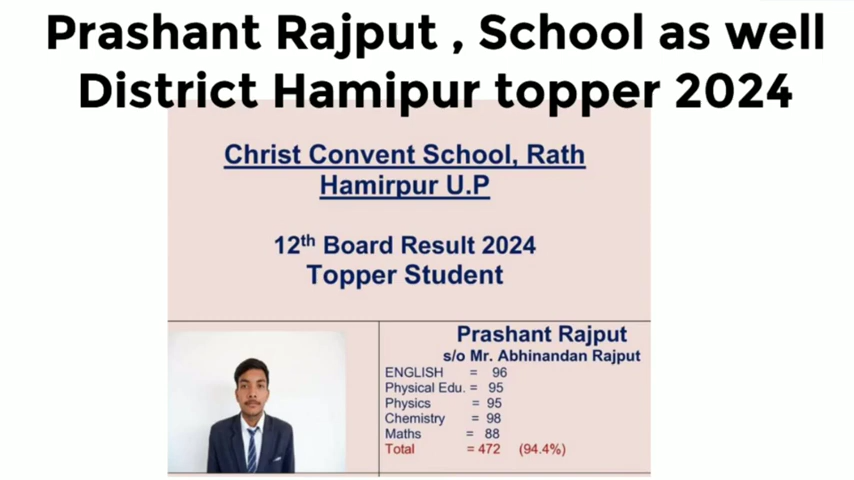 Prashant Rajput , School as well
District Hamipur topper 2024
Christ Convent School, Rath
Hamirpur U.P
12th Board Result 2024
Topper Student
Prashant Rajput
s/o Mr. Abhinandan Rajput
ENGLISH = 96
Physical Edu. = 95
Physics = 95
Chemistry = 98
Maths = 88
Total = 472 (94.4%)